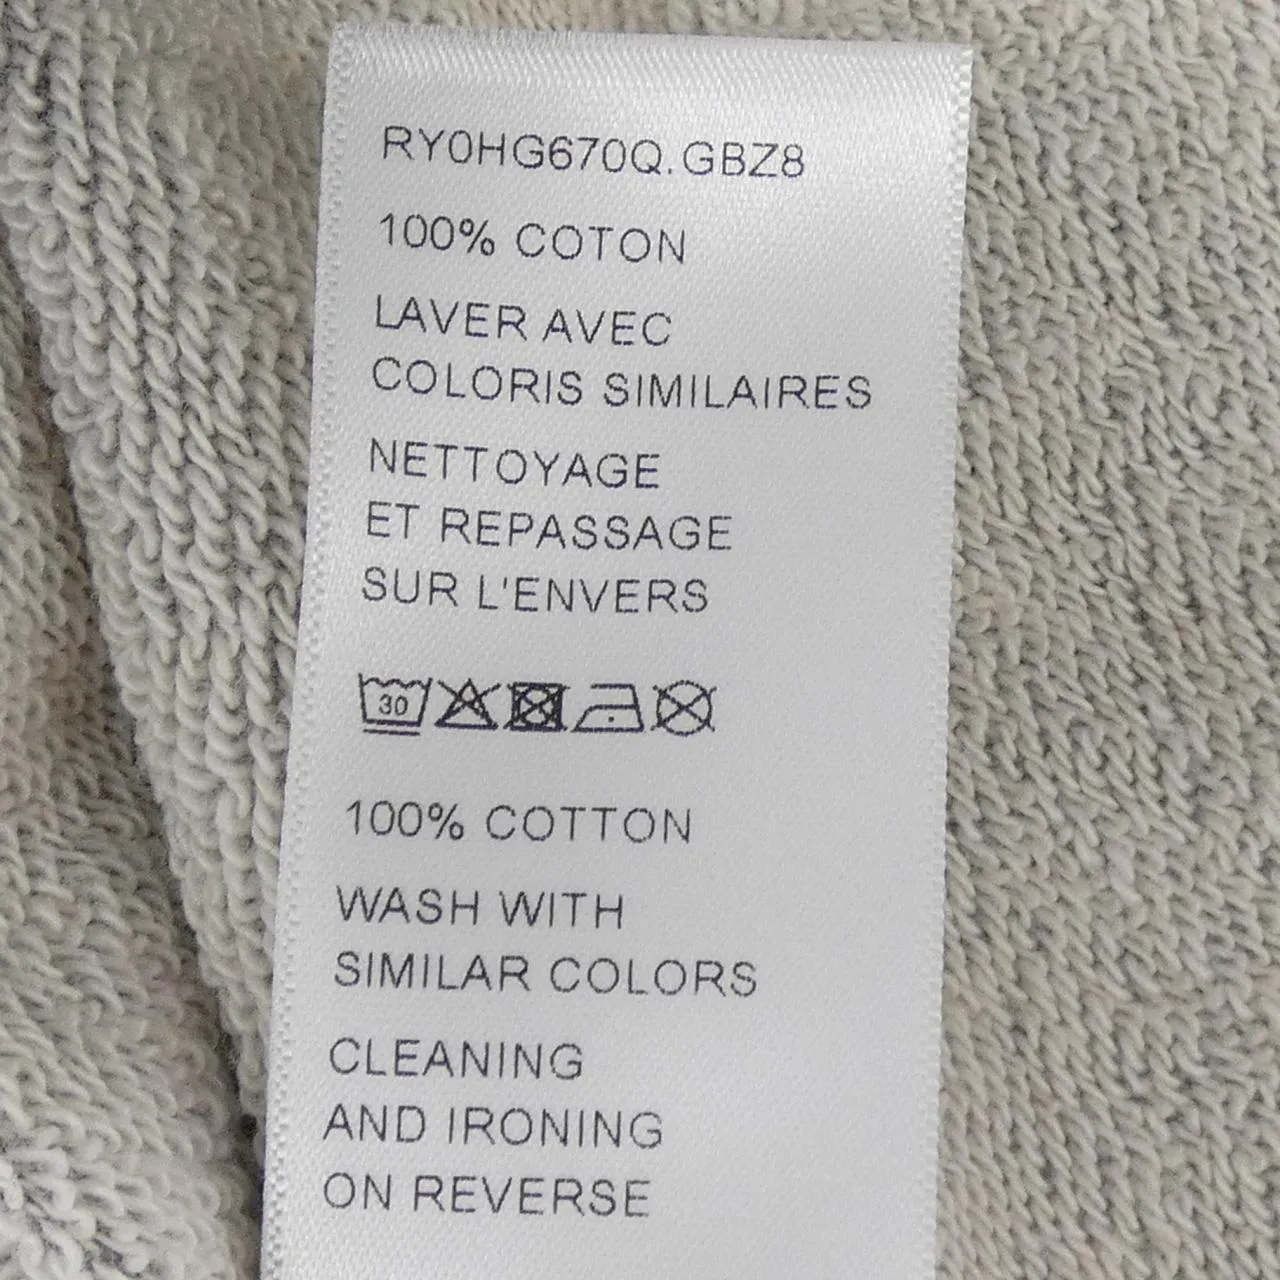 RY0HG670Q.GBZ8
100% COTON
LAVER AVEC
COLORIS SIMILAIRES
NETTOYAGE
ET REPASSAGE
SUR L'ENVERS
30
100% COTTON
WASH WITH
SIMILAR COLORS
CLEANING
AND IRONING
ON REVERSE